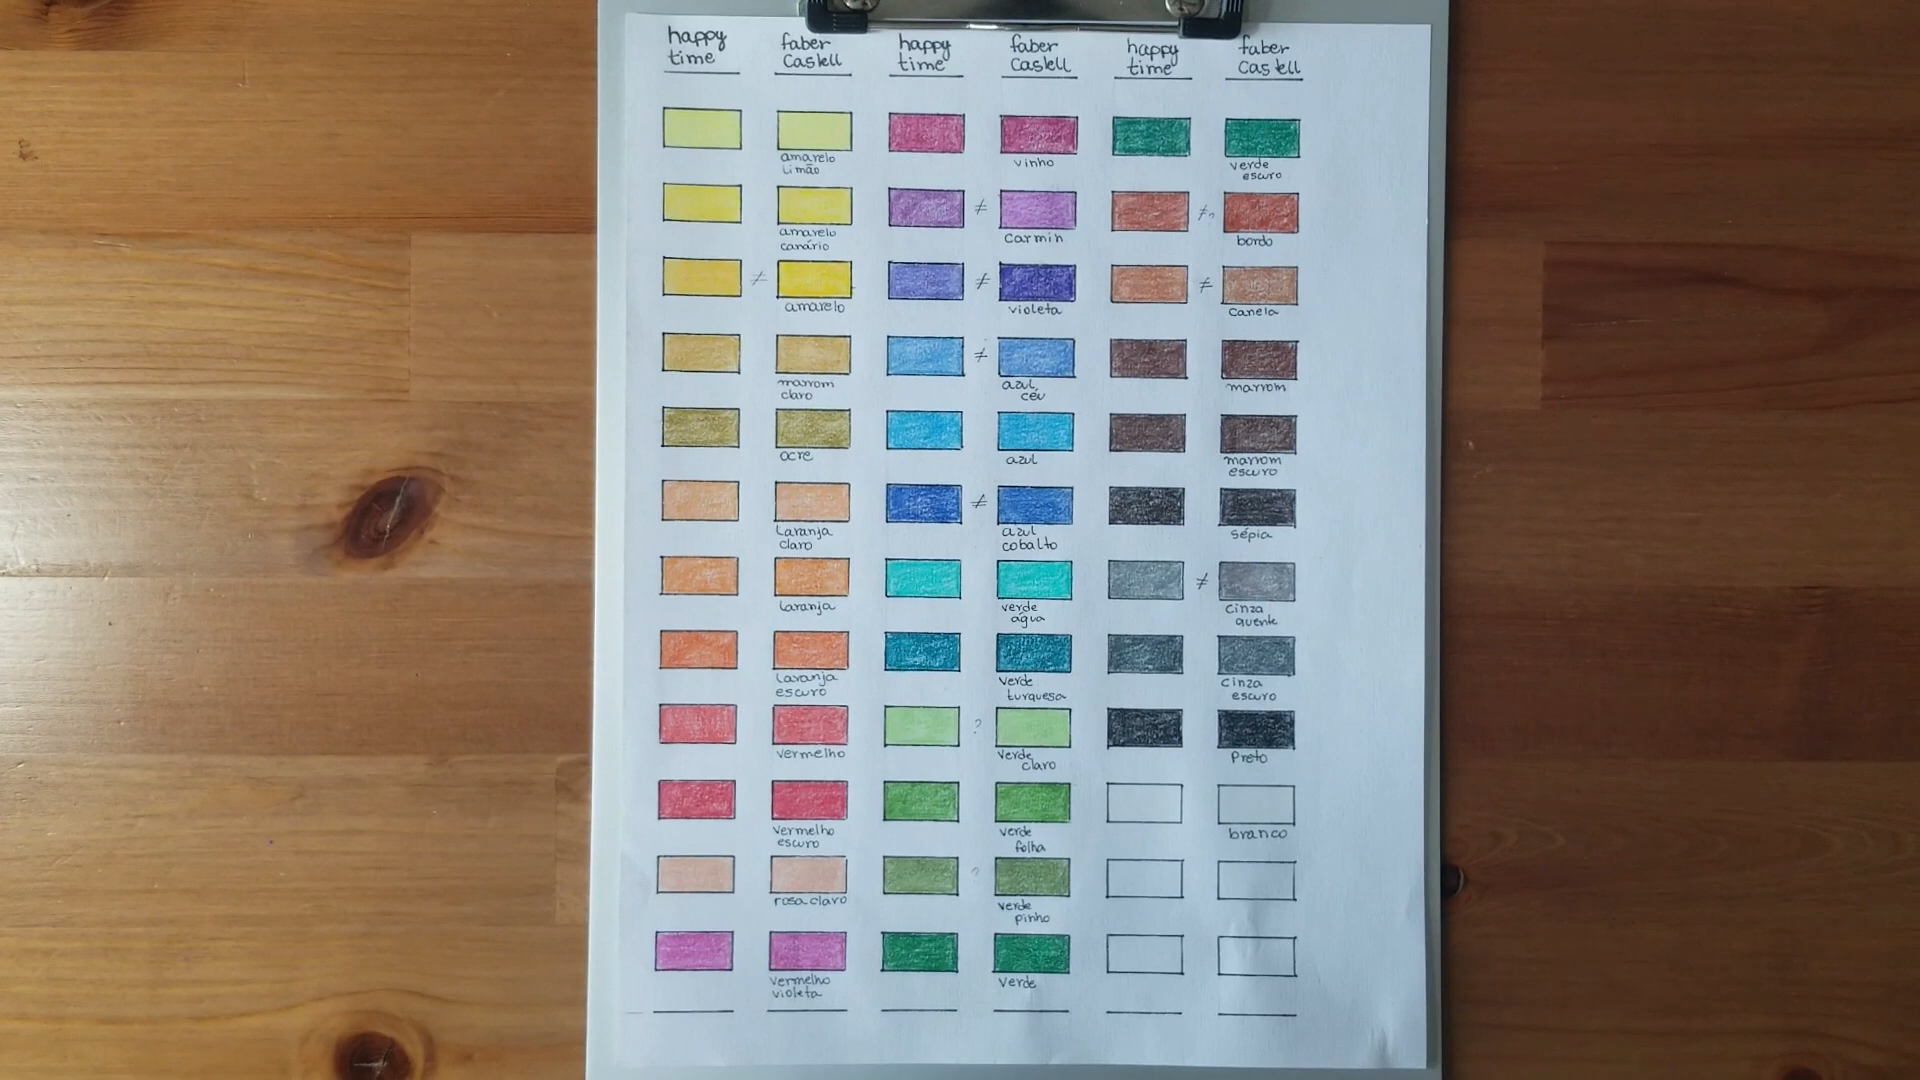 happy
time
faber
Castell
happy
time
faber
Castell
happy
time
faber
Castell
amarelo
limão
vinho
verde
escuro
amarelo
canário
≠
carmin
≠?
bordo
≠
amarelo
≠
violeta
≠
canela
marrom
claro
≠
azul
céu
marrom
ocre
azul
marrom
escuro
Laranja
claro
≠
azul
cobalto
sépia
laranja
verde
água
≠
cinza
quente
laranja
escuro
verde
turquesa
cinza
escuro
vermelho
?
verde
claro
Preto
vermelho
escuro
verde
folha
branco
rosa claro
?
verde
pinho
vermelho
violeta
verde